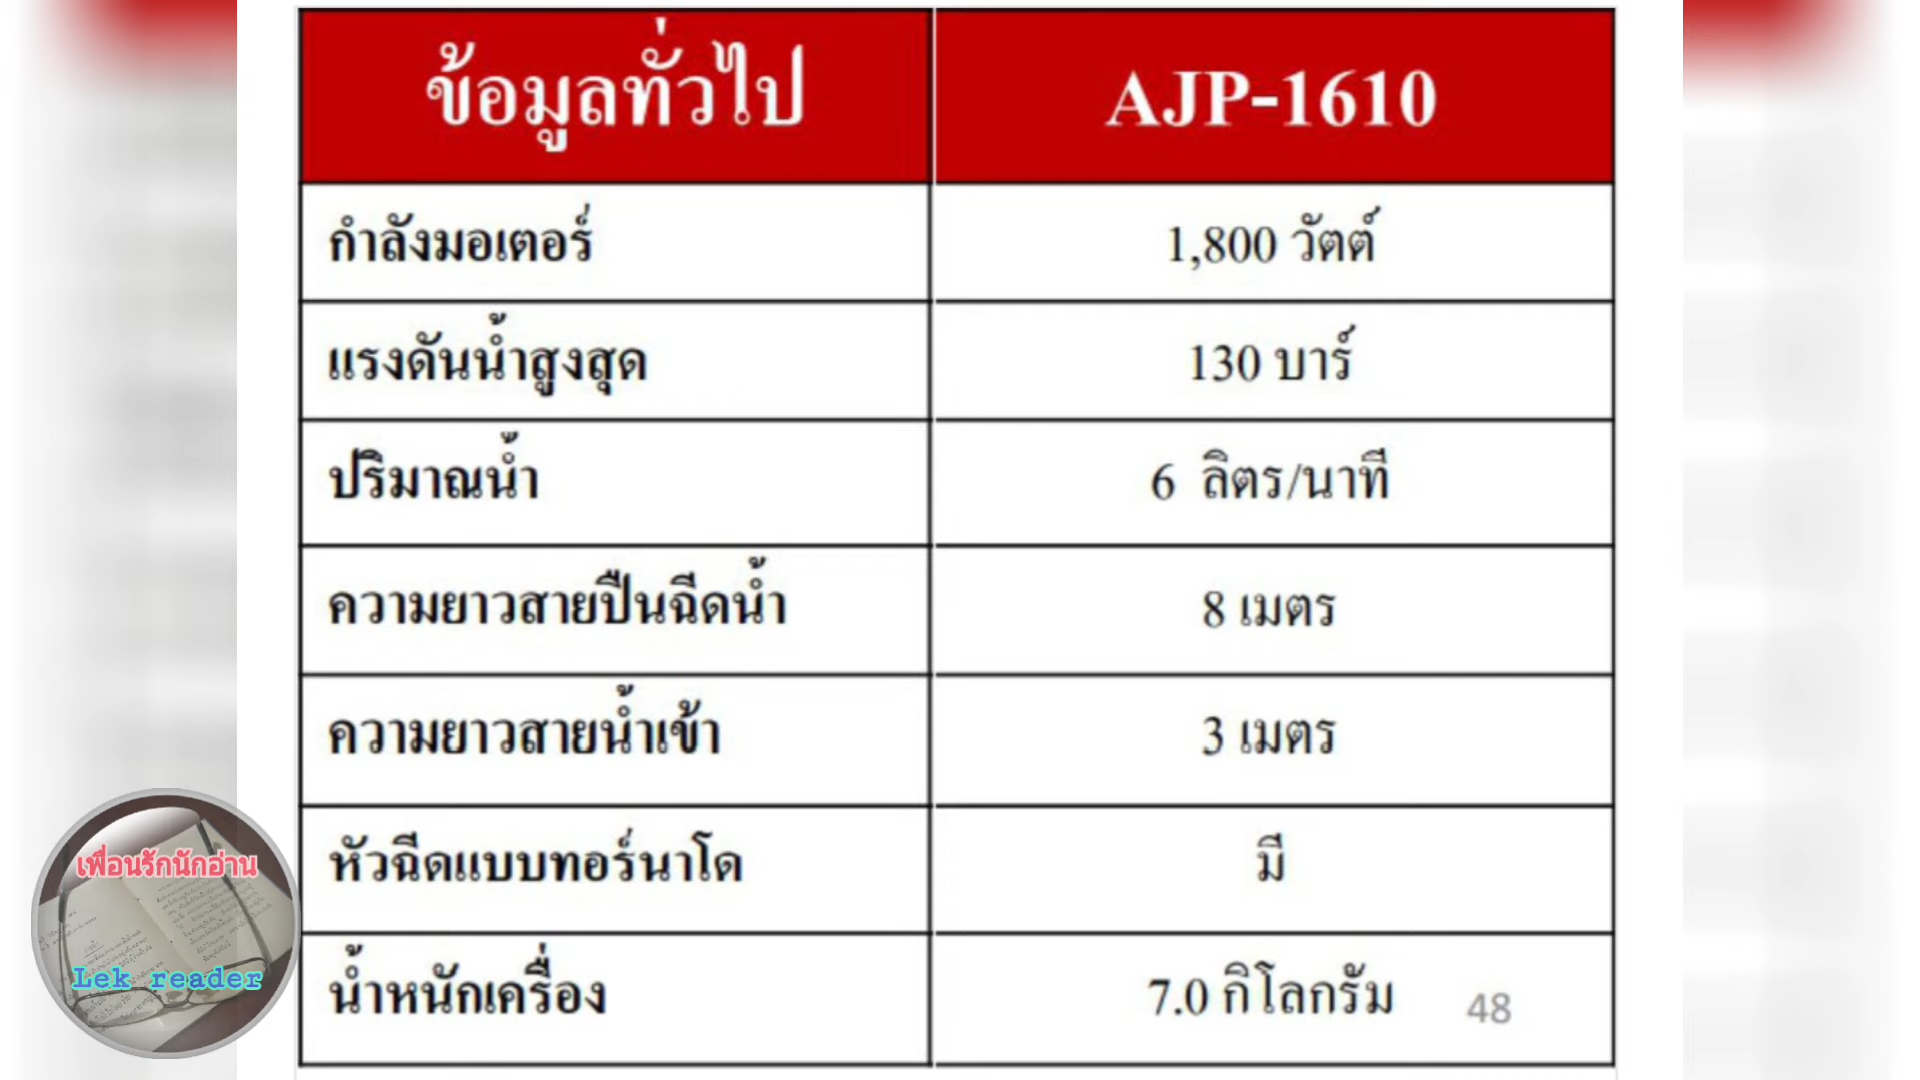 ข้อมูลทั่วไป AJP-1610
กำลังมอเตอร์ 1,800 วัตต์
แรงดันน้ำสูงสุด 130 บาร์
ปริมาณน้ำ 6 ลิตร/นาที
ความยาวสายปืนฉีดน้ำ 8 เมตร
ความยาวสายน้ำเข้า 3 เมตร
หัวฉีดแบบทอร์นาโด มี
น้ำหนักเครื่อง 7.0 กิโลกรัม 48
เพื่อนรักนักอ่าน
Lek reader